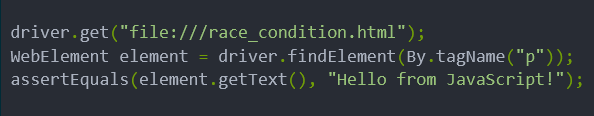 driver.get("file:///race_condition.html");
WebElement element = driver.findElement(By.tagName("p"));
assertEquals(element.getText(), "Hello from JavaScript!");